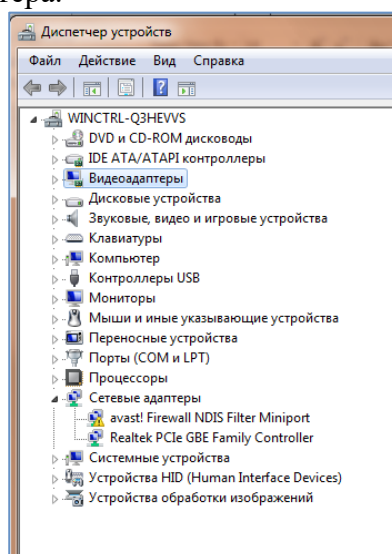 тера.
Диспетчер устройств
Файл Действие Вид Справка
WINCTRL-Q3HEVVS
DVD и CD-ROM дисководы
IDE ATA/ATAPI контроллеры
Видеоадаптеры
Дисковые устройства
Звуковые, видео и игровые устройства
Клавиатуры
Компьютер
Контроллеры USB
Мониторы
Мыши и иные указывающие устройства
Переносные устройства
Порты (COM и LPT)
Процессоры
Сетевые адаптеры
avast! Firewall NDIS Filter Miniport
Realtek PCIe GBE Family Controller
Системные устройства
Устройства HID (Human Interface Devices)
Устройства обработки изображений